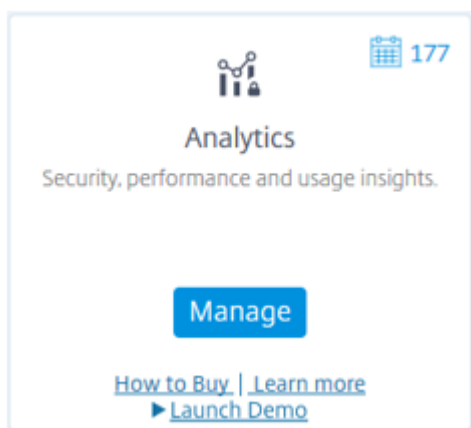 177
Analytics
Security, performance and usage insights.
Manage
How to Buy | Learn more
▶ Launch Demo